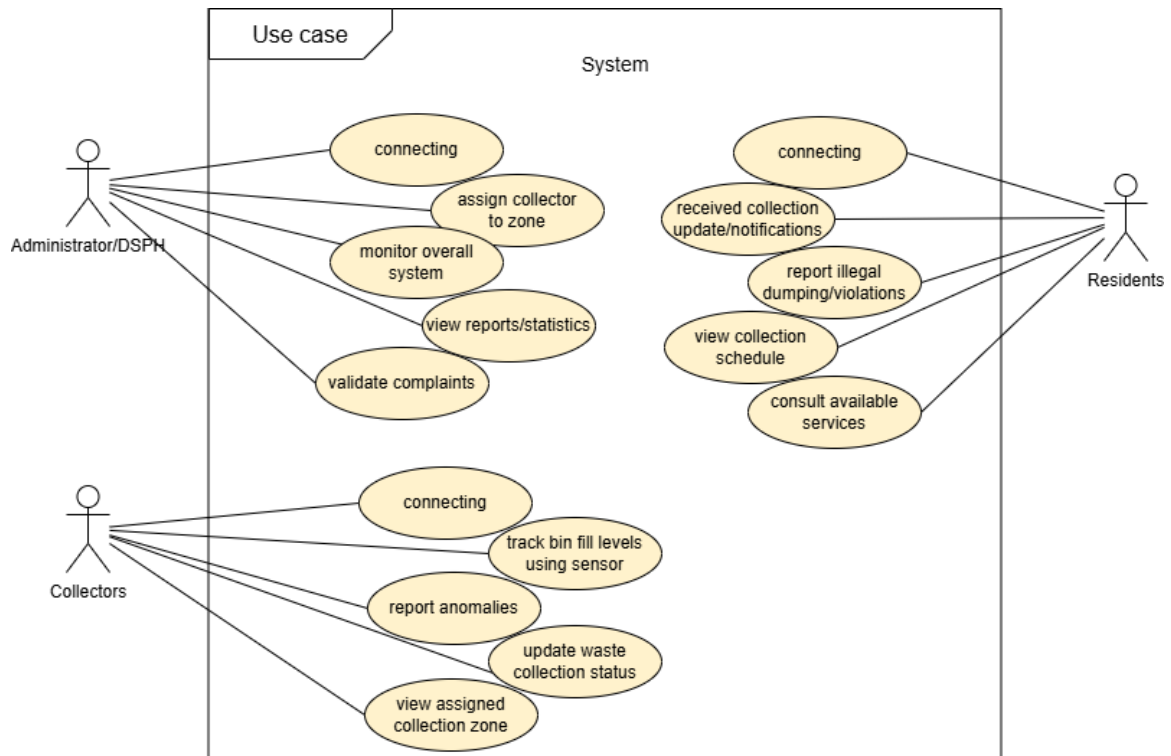 Use case
System
connecting
assign collector
to zone
monitor overall
system
view reports/statistics
validate complaints
Administrator/DSPH
connecting
received collection
update/notifications
report illegal
dumping/violations
view collection
schedule
consult available
services
Residents
connecting
track bin fill levels
using sensor
report anomalies
update waste
collection status
view assigned
collection zone
Collectors